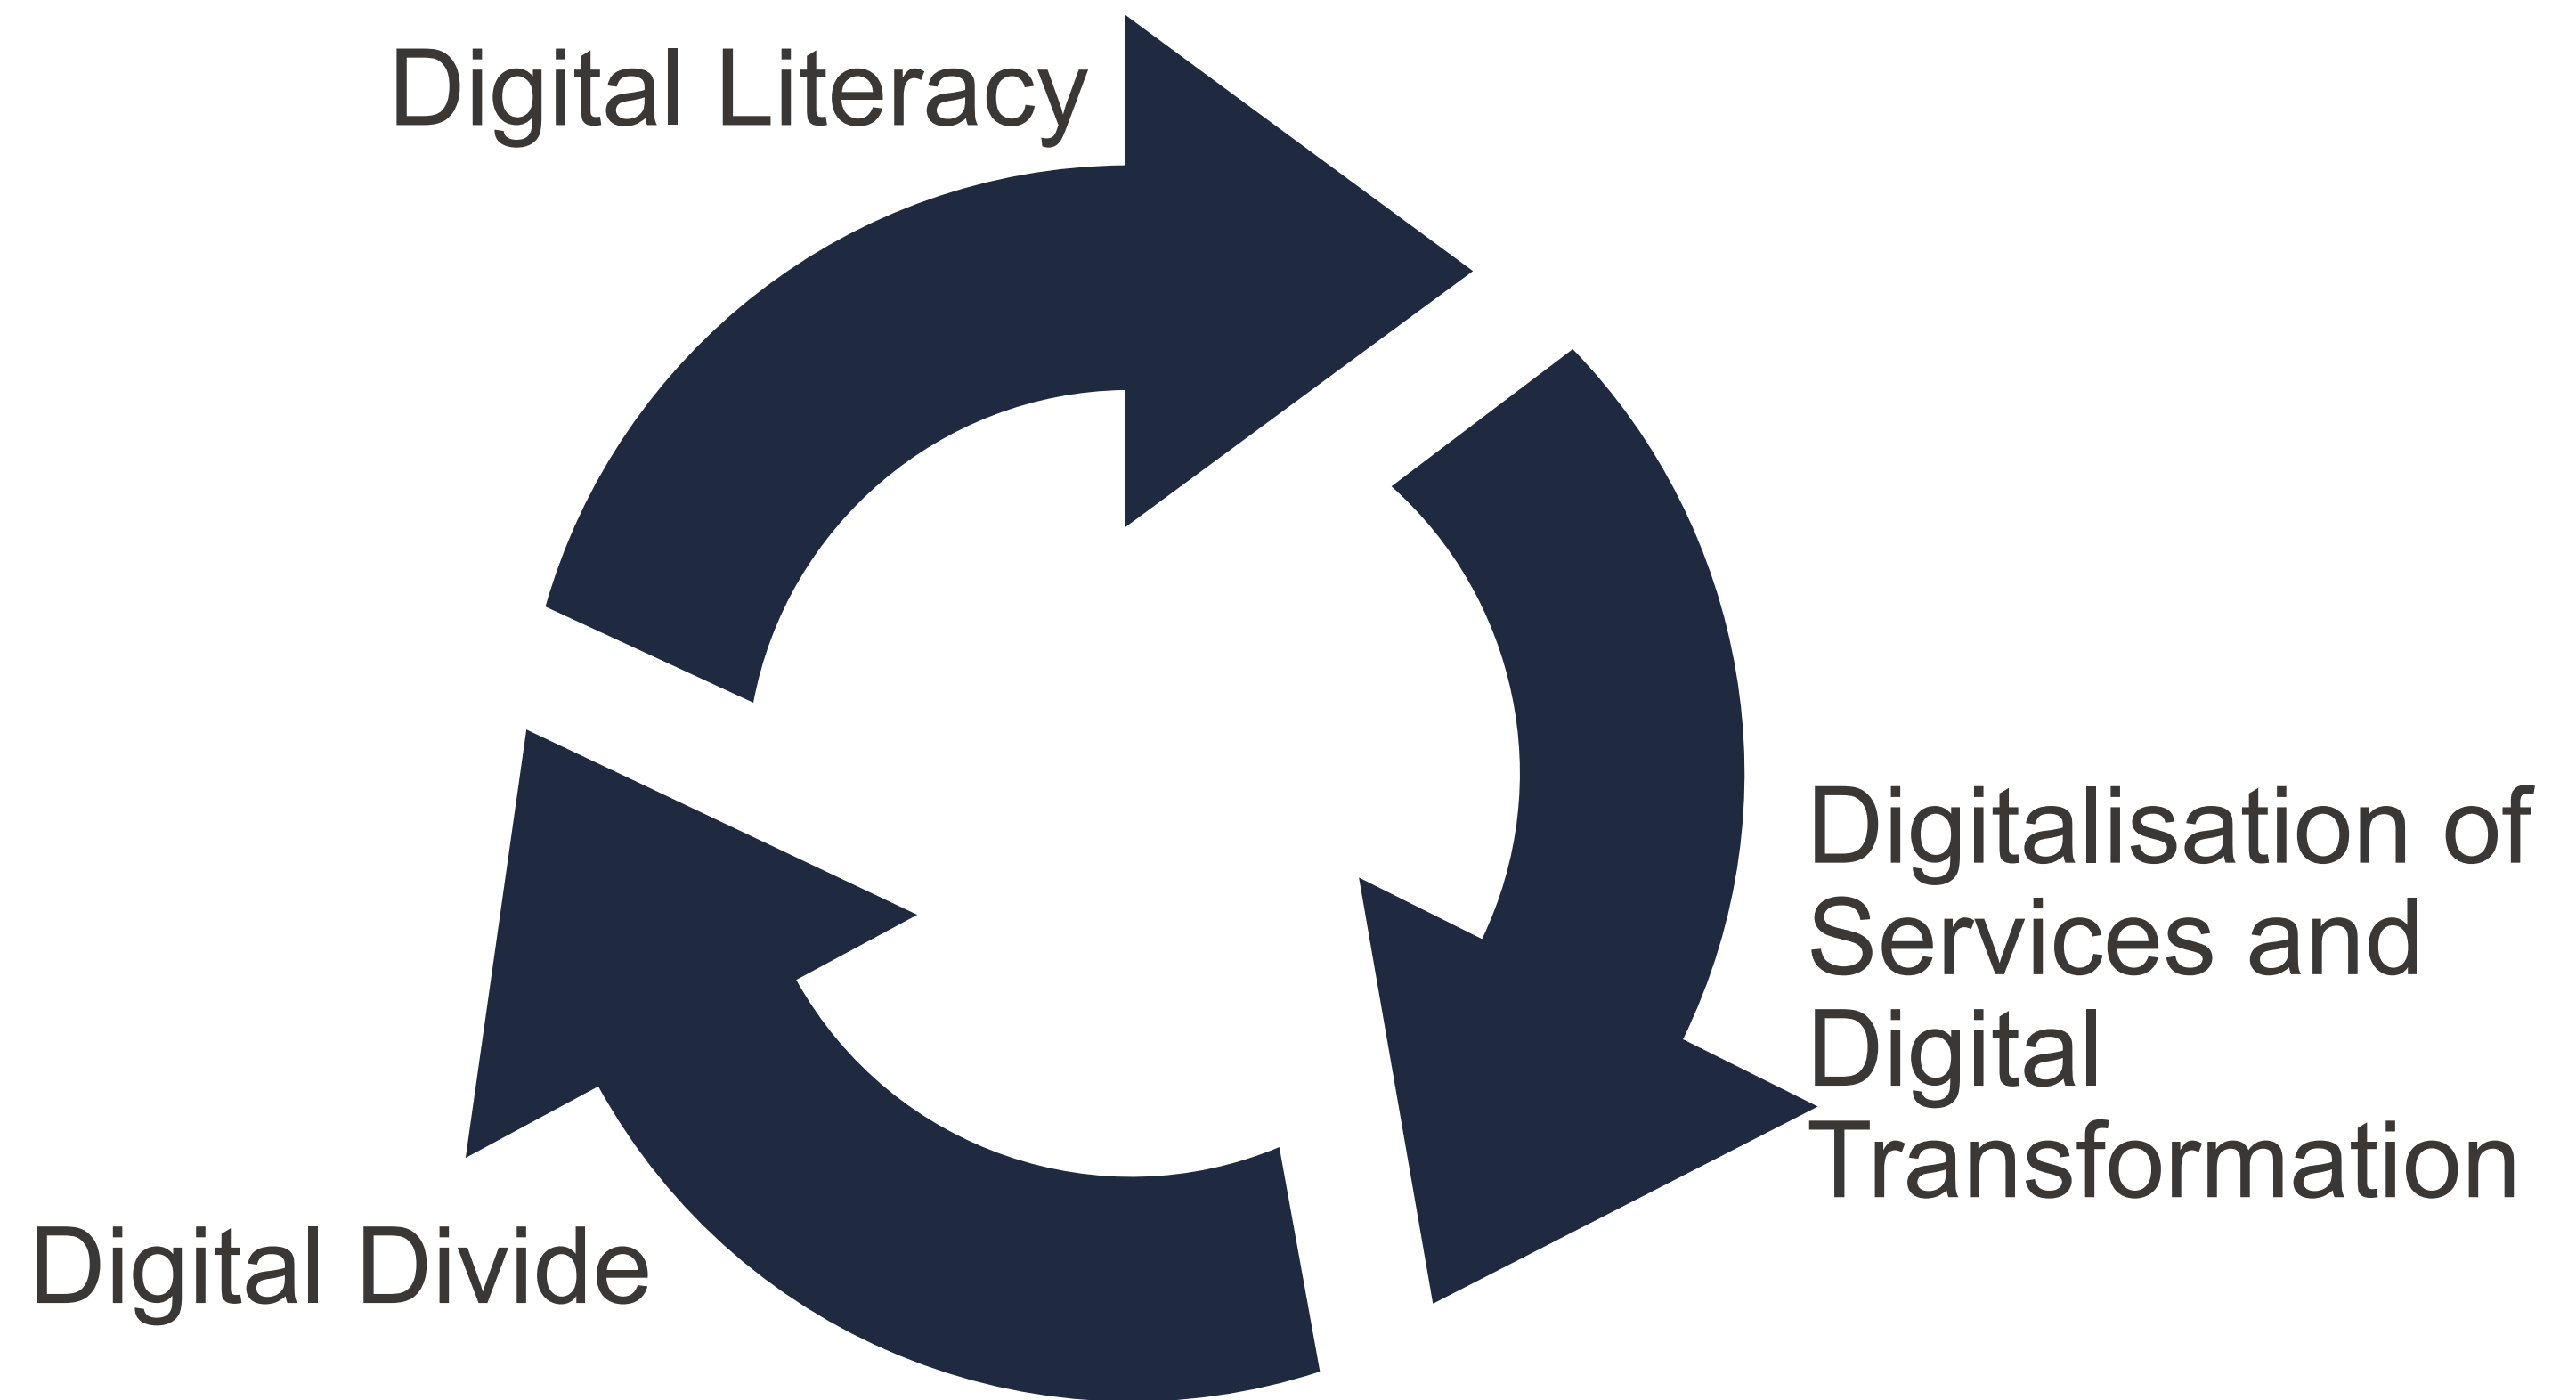 Digital Literacy
Digitalisation of
Services and
Digital
Transformation
Digital Divide